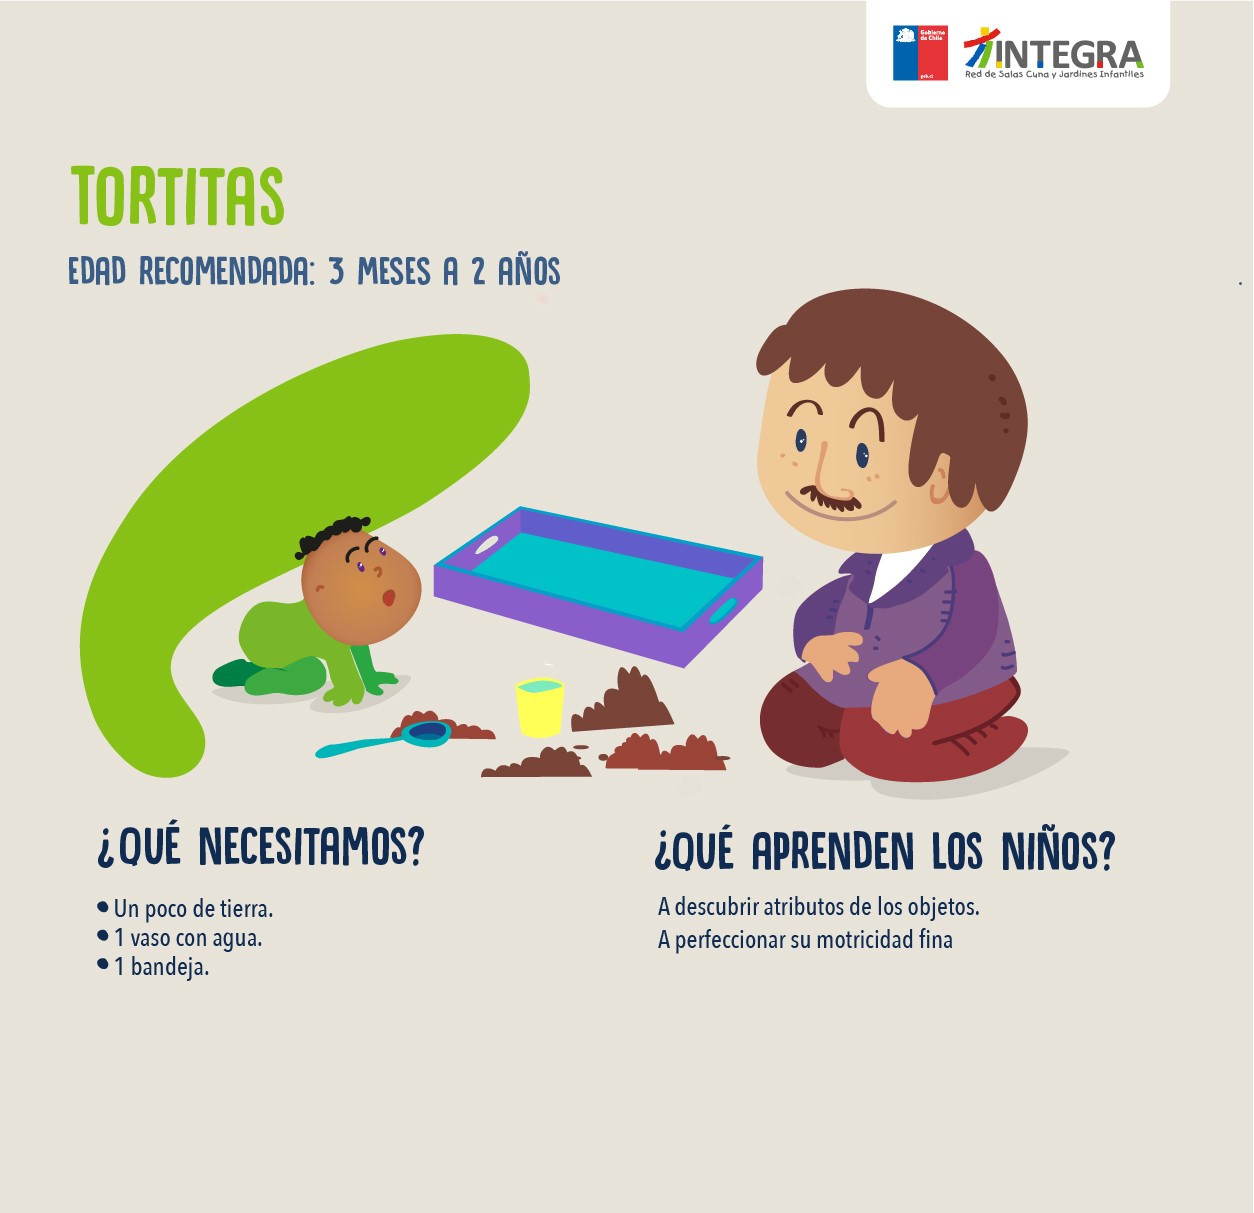 Gobierno
de Chile
gob.cl
INTEGRA
Red de Salas Cuna y Jardines Infantiles
TORTITAS
EDAD RECOMENDADA: 3 MESES A 2 AÑOS
¿QUÉ NECESITAMOS?
• Un poco de tierra.
• 1 vaso con agua.
• 1 bandeja.
¿QUÉ APRENDEN LOS NIÑOS?
A descubrir atributos de los objetos.
A perfeccionar su motricidad fina